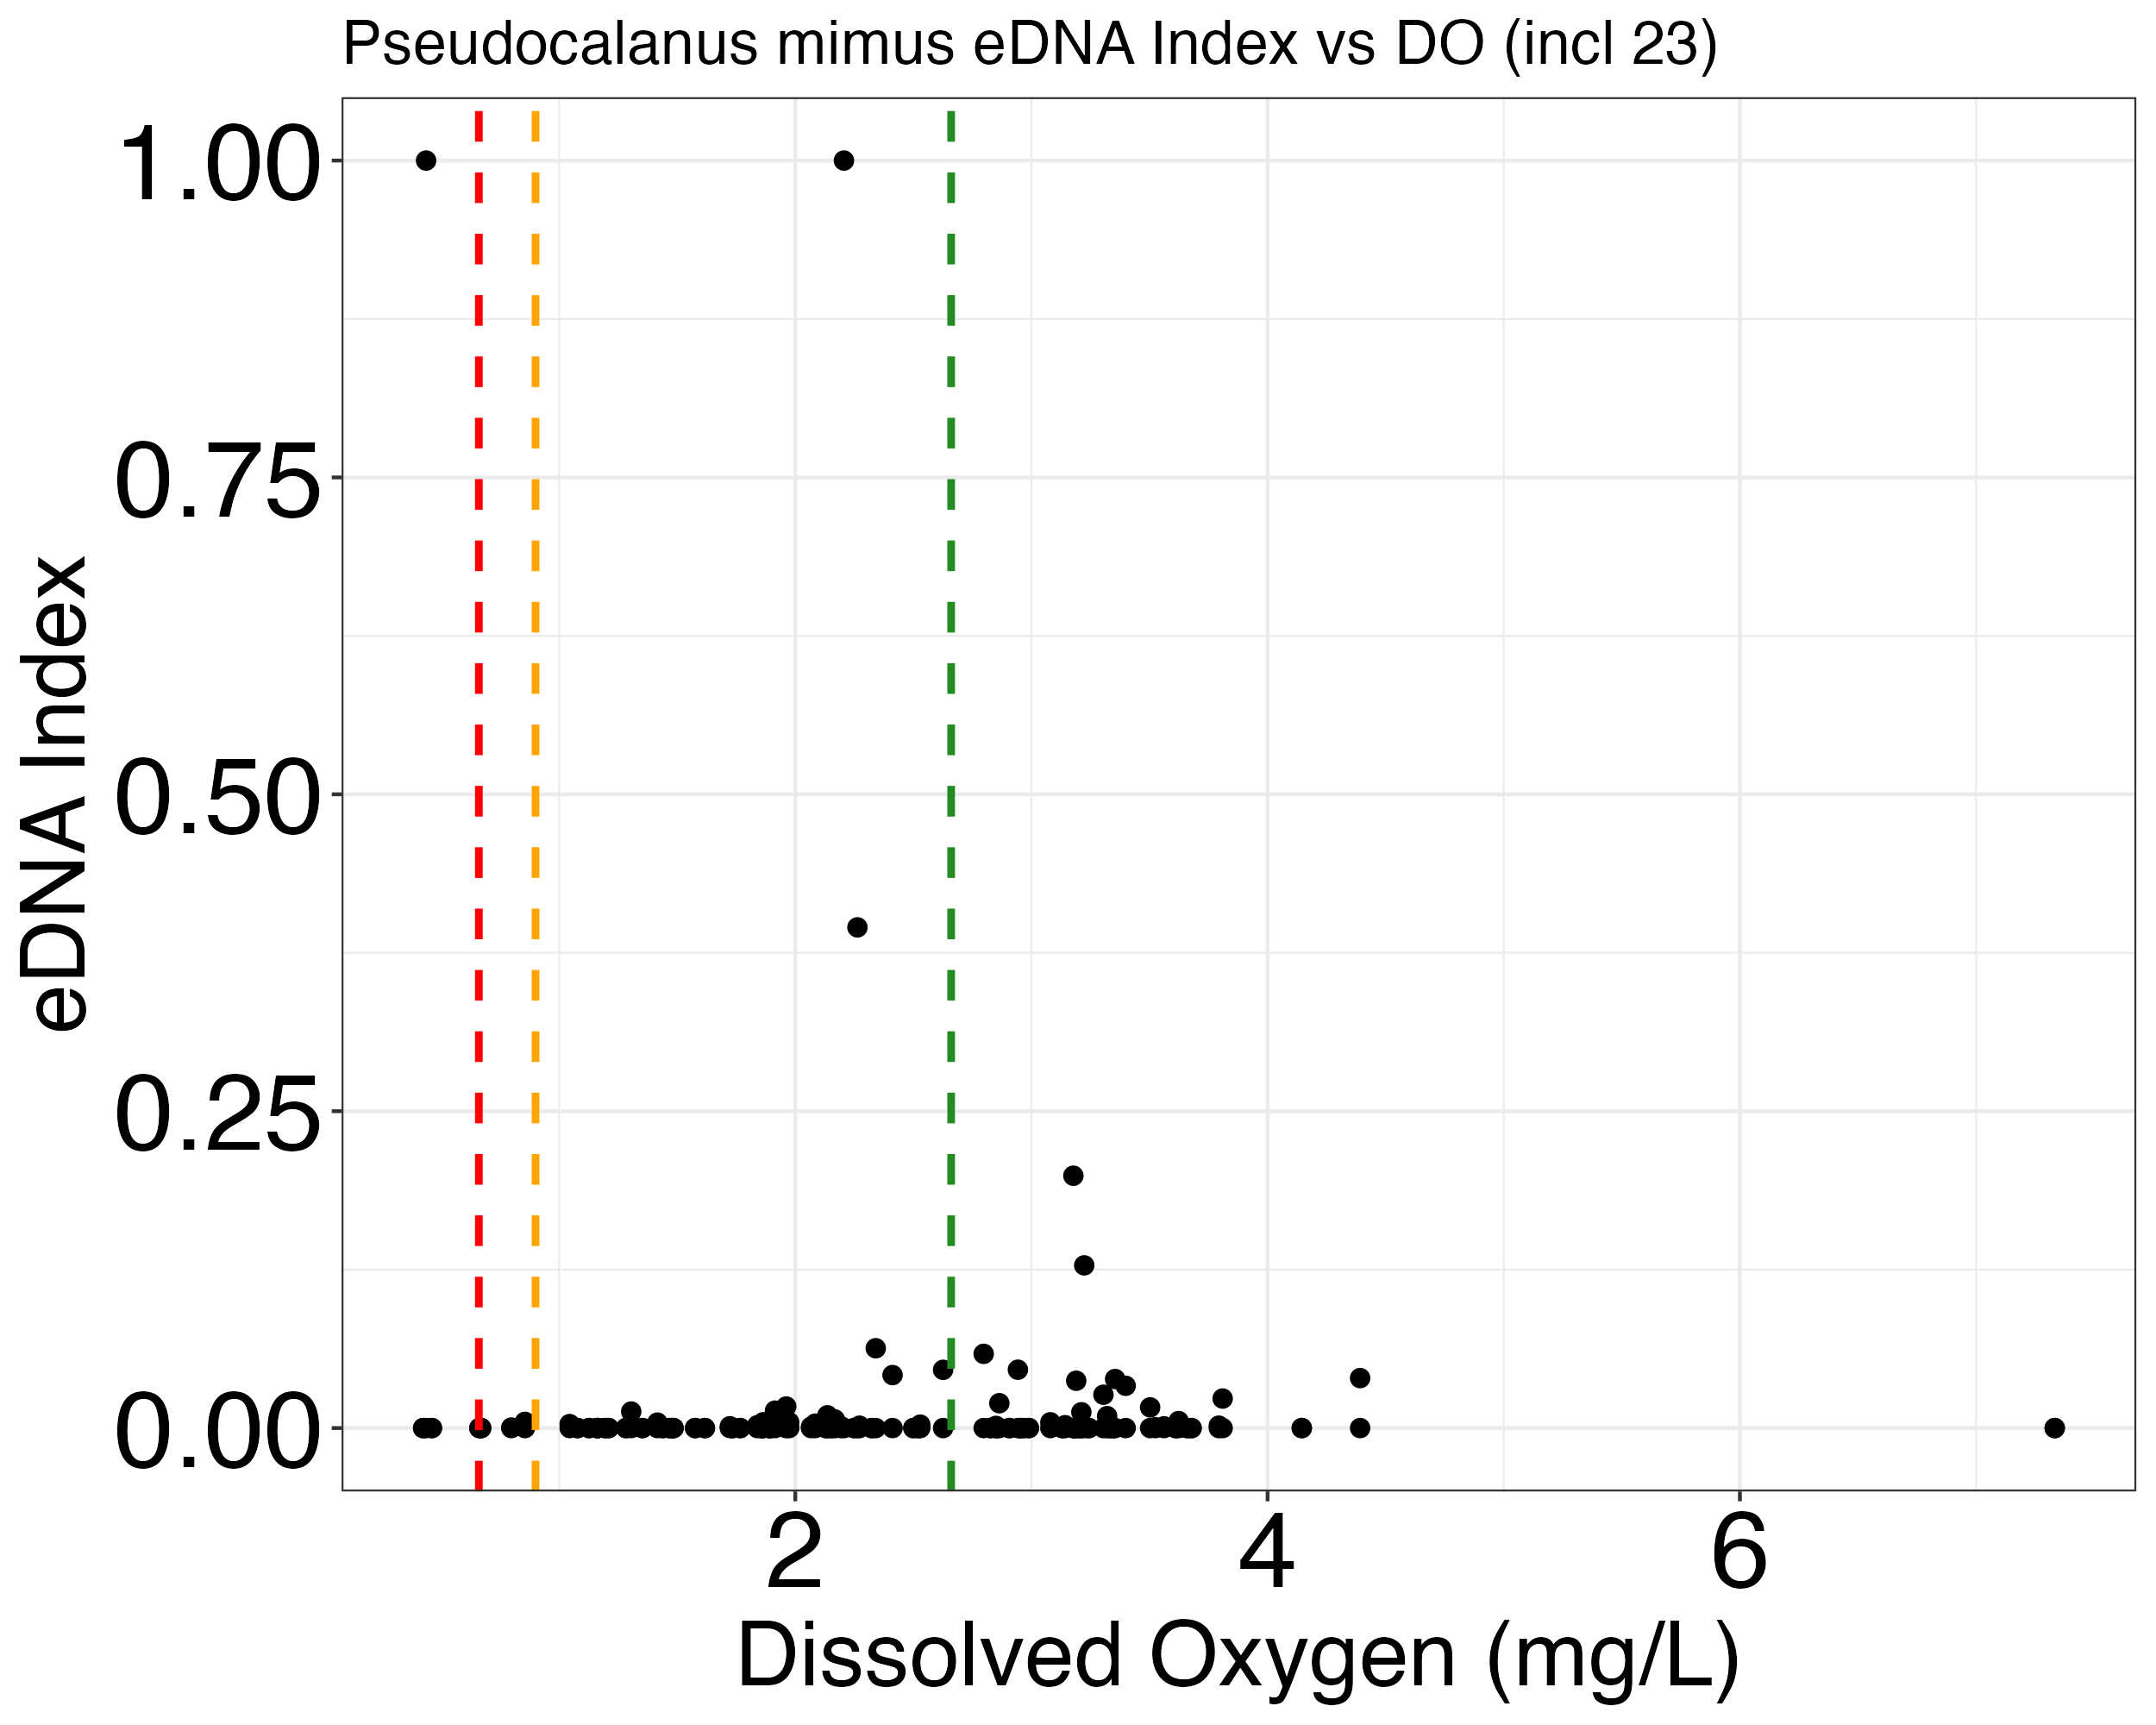 Pseudocalanus mimus eDNA Index vs DO (incl 23)
1.00
0.75
0.50
0.25
0.00
eDNA Index
2 4 6
Dissolved Oxygen (mg/L)